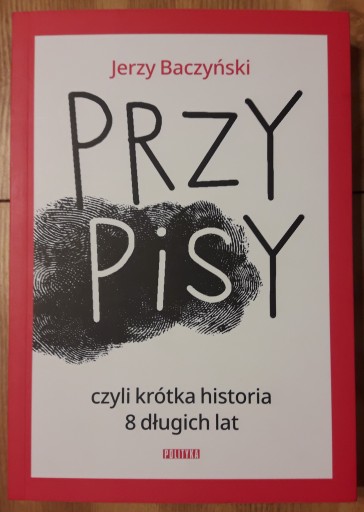 Jerzy Baczyński
PRZY
PiSY
czyli krótka historia
8 długich lat
POLITYKA